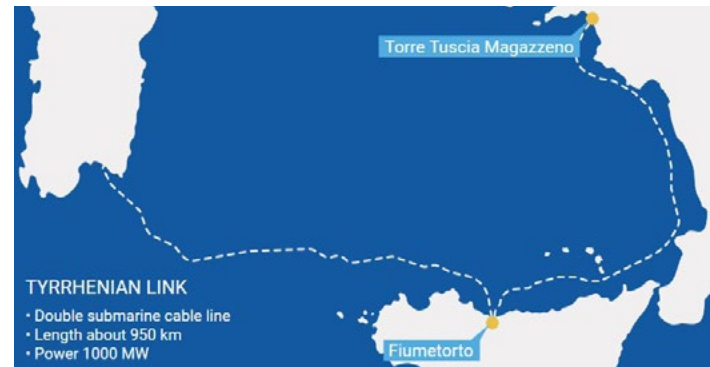 Torre Tuscia Magazzeno
TYRRHENIAN LINK
• Double submarine cable line
• Length about 950 km
• Power 1000 MW
Fiumetorto